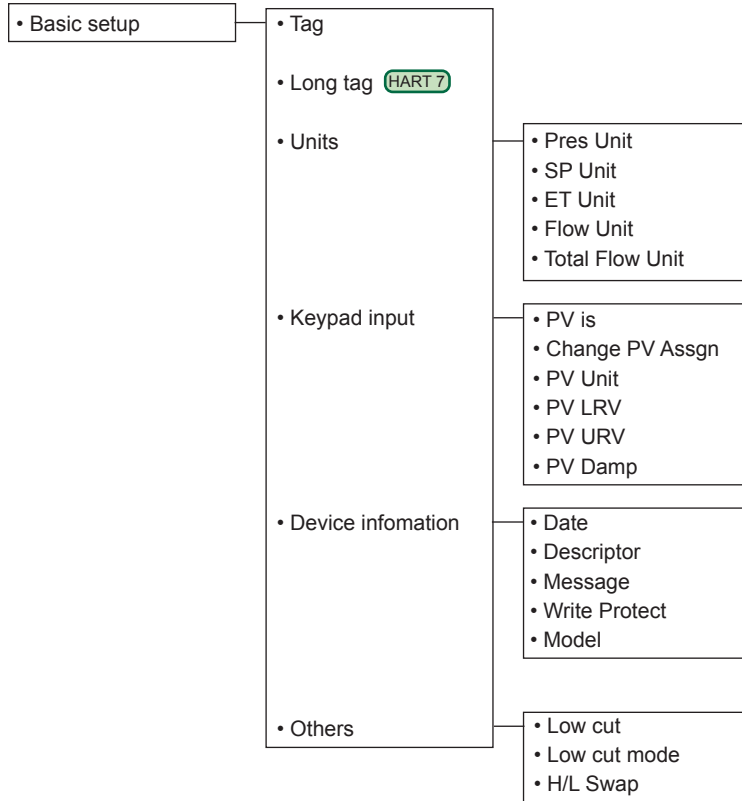 • Basic setup
• Tag
• Long tag HART 7
• Units
• Pres Unit
• SP Unit
• ET Unit
• Flow Unit
• Total Flow Unit
• Keypad input
• PV is
• Change PV Assgn
• PV Unit
• PV LRV
• PV URV
• PV Damp
• Device infomation
• Date
• Descriptor
• Message
• Write Protect
• Model
• Others
• Low cut
• Low cut mode
• H/L Swap